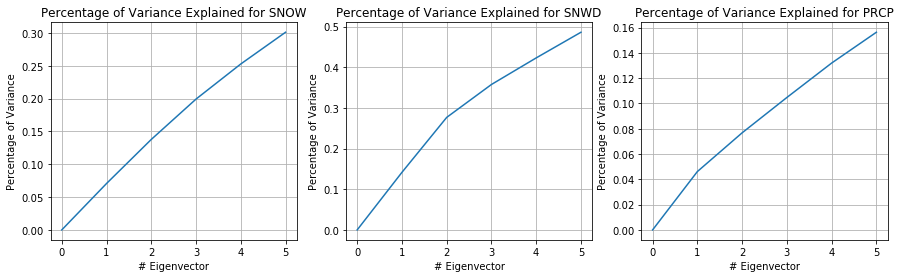 Percentage of Variance Explained for SNOW
Percentage of Variance
0.30
0.25
0.20
0.15
0.10
0.05
0.00
0 1 2 3 4 5
# Eigenvector
Percentage of Variance Explained for SNWD
Percentage of Variance
0.5
0.4
0.3
0.2
0.1
0.0
0 1 2 3 4 5
# Eigenvector
Percentage of Variance Explained for PRCP
Percentage of Variance
0.16
0.14
0.12
0.10
0.08
0.06
0.04
0.02
0.00
0 1 2 3 4 5
# Eigenvector